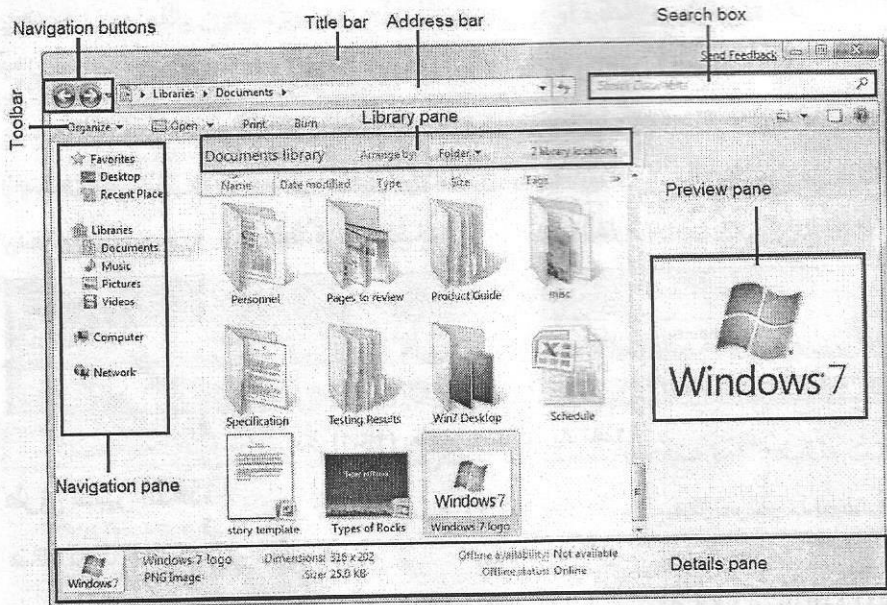 Navigation buttons
Title bar
Address bar
Search box
Send Feedback
Libraries Documents
Search Documents
Toolbar
Organize Open Print Burn
Library pane
Documents library Arrange by: Folder 2 library locations
Name Date modified Type Size Tags
Favorites
Desktop
Recent Place
Libraries
Documents
Music
Pictures
Videos
Computer
Network
Navigation pane
Personnel Pages to review Product Guide misc
Specification Testing Results Win7 Desktop Schedule
Windows 7
story template Types of Rocks Windows 7 logo
Preview pane
Windows 7
Windows 7
Windows 7 logo
PNG Image
Dimensions: 316 x 202
Size: 25.8 KB
Offline availability: Not available
Offline status: Online
Details pane